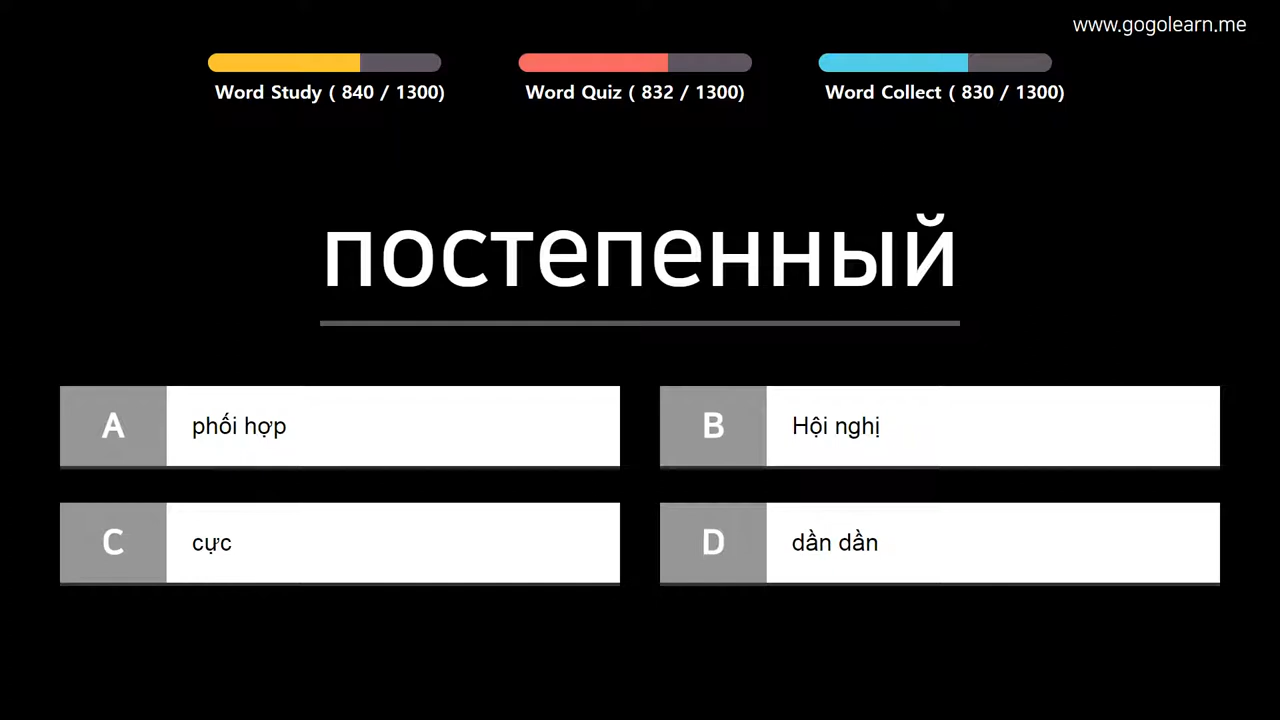 www.gogolearn.me
Word Study ( 840 / 1300)
Word Quiz ( 832 / 1300)
Word Collect ( 830 / 1300)
постепенный
A phối hợp
B Hội nghị
C cực
D dần dần